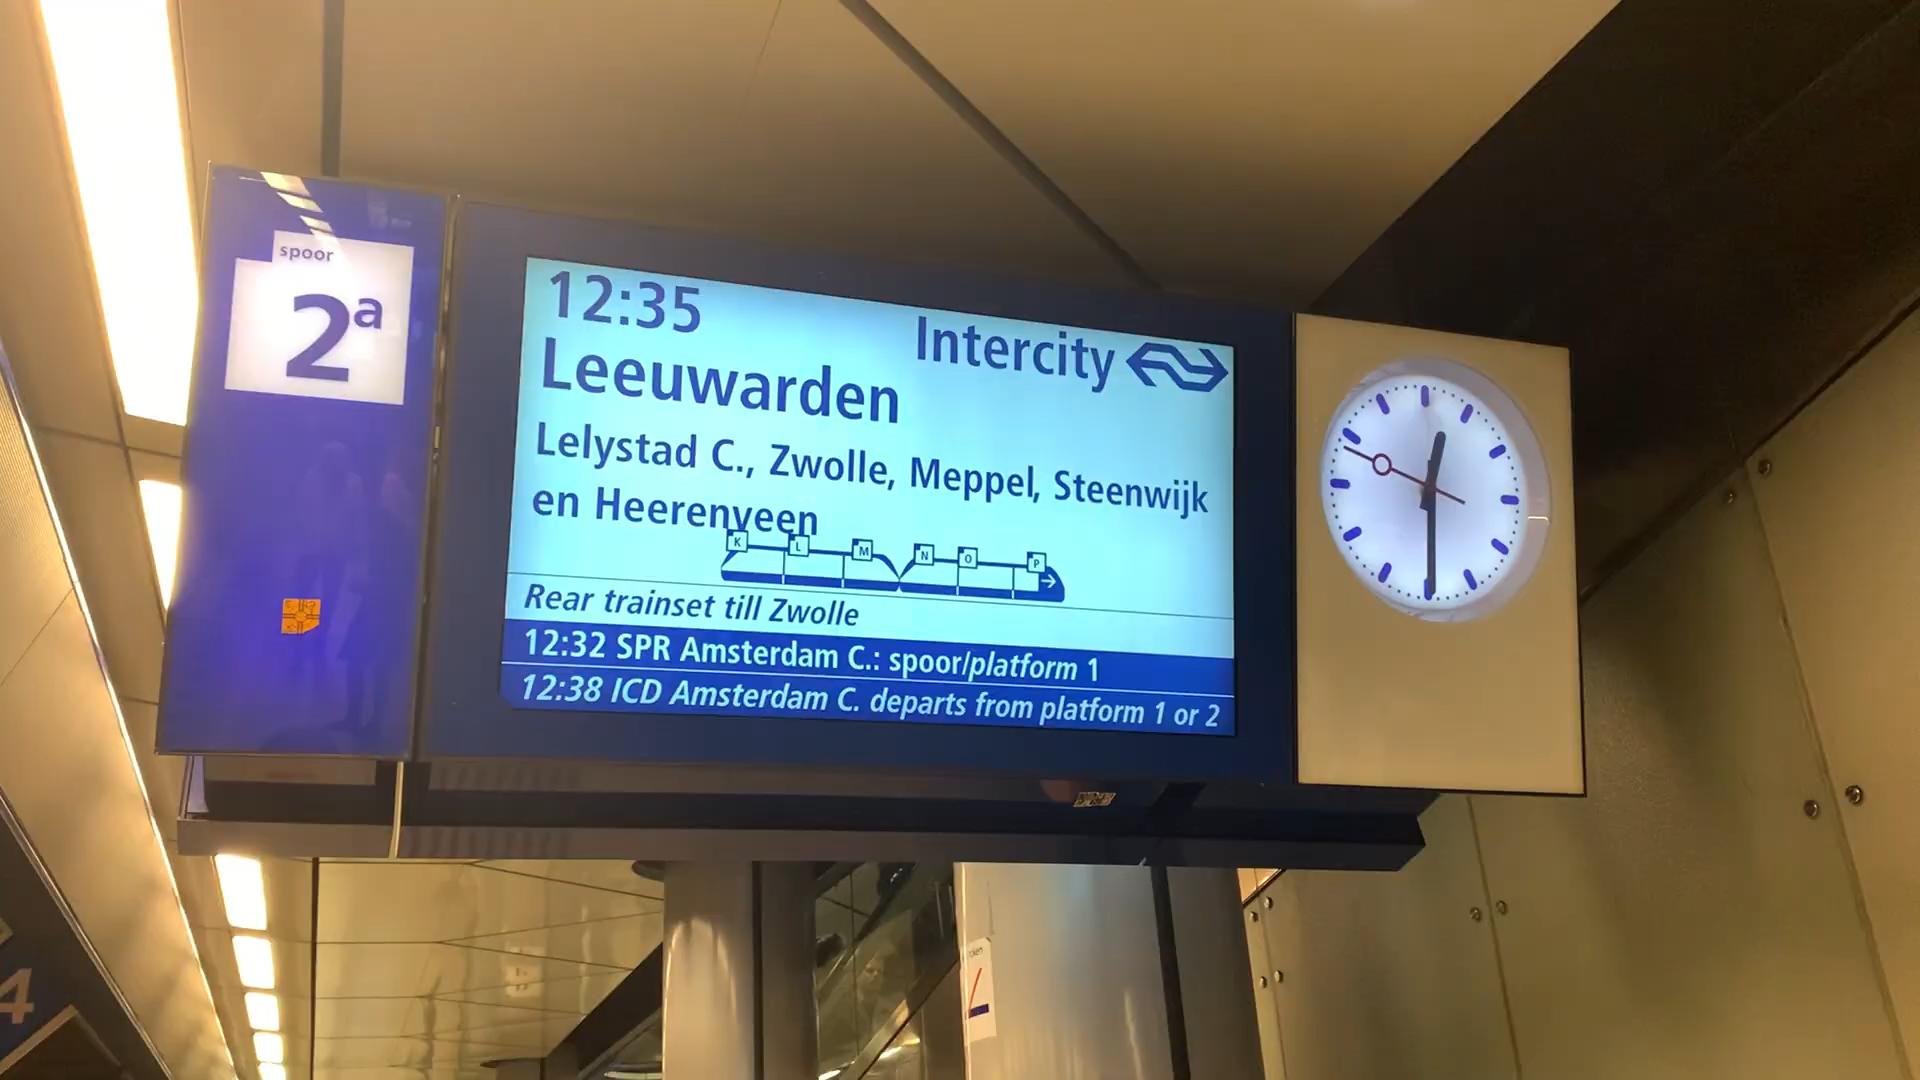 spoor
2a
12:35
Intercity
Leeuwarden
Lelystad C., Zwolle, Meppel, Steenwijk
en Heerenveen
K L M N O P
Rear trainset till Zwolle
12:32 SPR Amsterdam C.: spoor/platform 1
12:38 ICD Amsterdam C. departs from platform 1 or 2
4